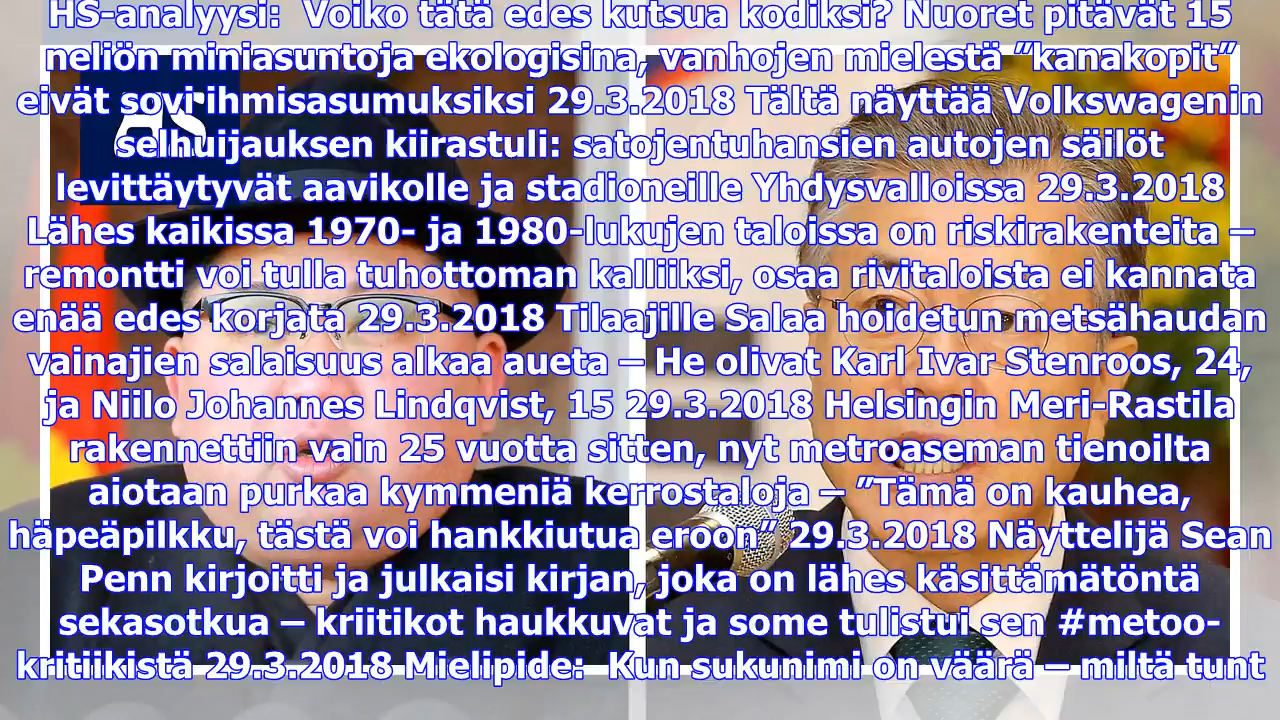 HS-analyysi: Voiko tätä edes kutsua kodiksi? Nuoret pitävät 15
neliön miniasuntoja ekologisina, vanhojen mielestä ”kanakopit”
eivät sovi ihmisasumuksiksi 29.3.2018 Tältä näyttää Volkswagenin
selhuijauksen kiirastuli: satojentuhansien autojen säilöt
levittäytyvät aavikolle ja stadioneille Yhdysvalloissa 29.3.2018
Lähes kaikissa 1970- ja 1980-lukujen taloissa on riskirakenteita –
remontti voi tulla tuhottoman kalliiksi, osaa rivitaloista ei kannata
enää edes korjata 29.3.2018 Tilaajille Salaa hoidetun metsähaudan
vainajien salaisuus alkaa aueta – He olivat Karl Ivar Stenroos, 24,
ja Niilo Johannes Lindqvist, 15 29.3.2018 Helsingin Meri-Rastila
rakennettiin vain 25 vuotta sitten, nyt metroaseman tienoilta
aiotaan purkaa kymmeniä kerrostaloja – ”Tämä on kauhea,
häpeäpilkku, tästä voi hankkiutua eroon” 29.3.2018 Näyttelijä Sean
Penn kirjoitti ja julkaisi kirjan, joka on lähes käsittämätöntä
sekasotkua – kriitikot haukkuvat ja some tulistui sen #metoo-
kritiikistä 29.3.2018 Mielipide: Kun sukunimi on väärä – miltä tunt